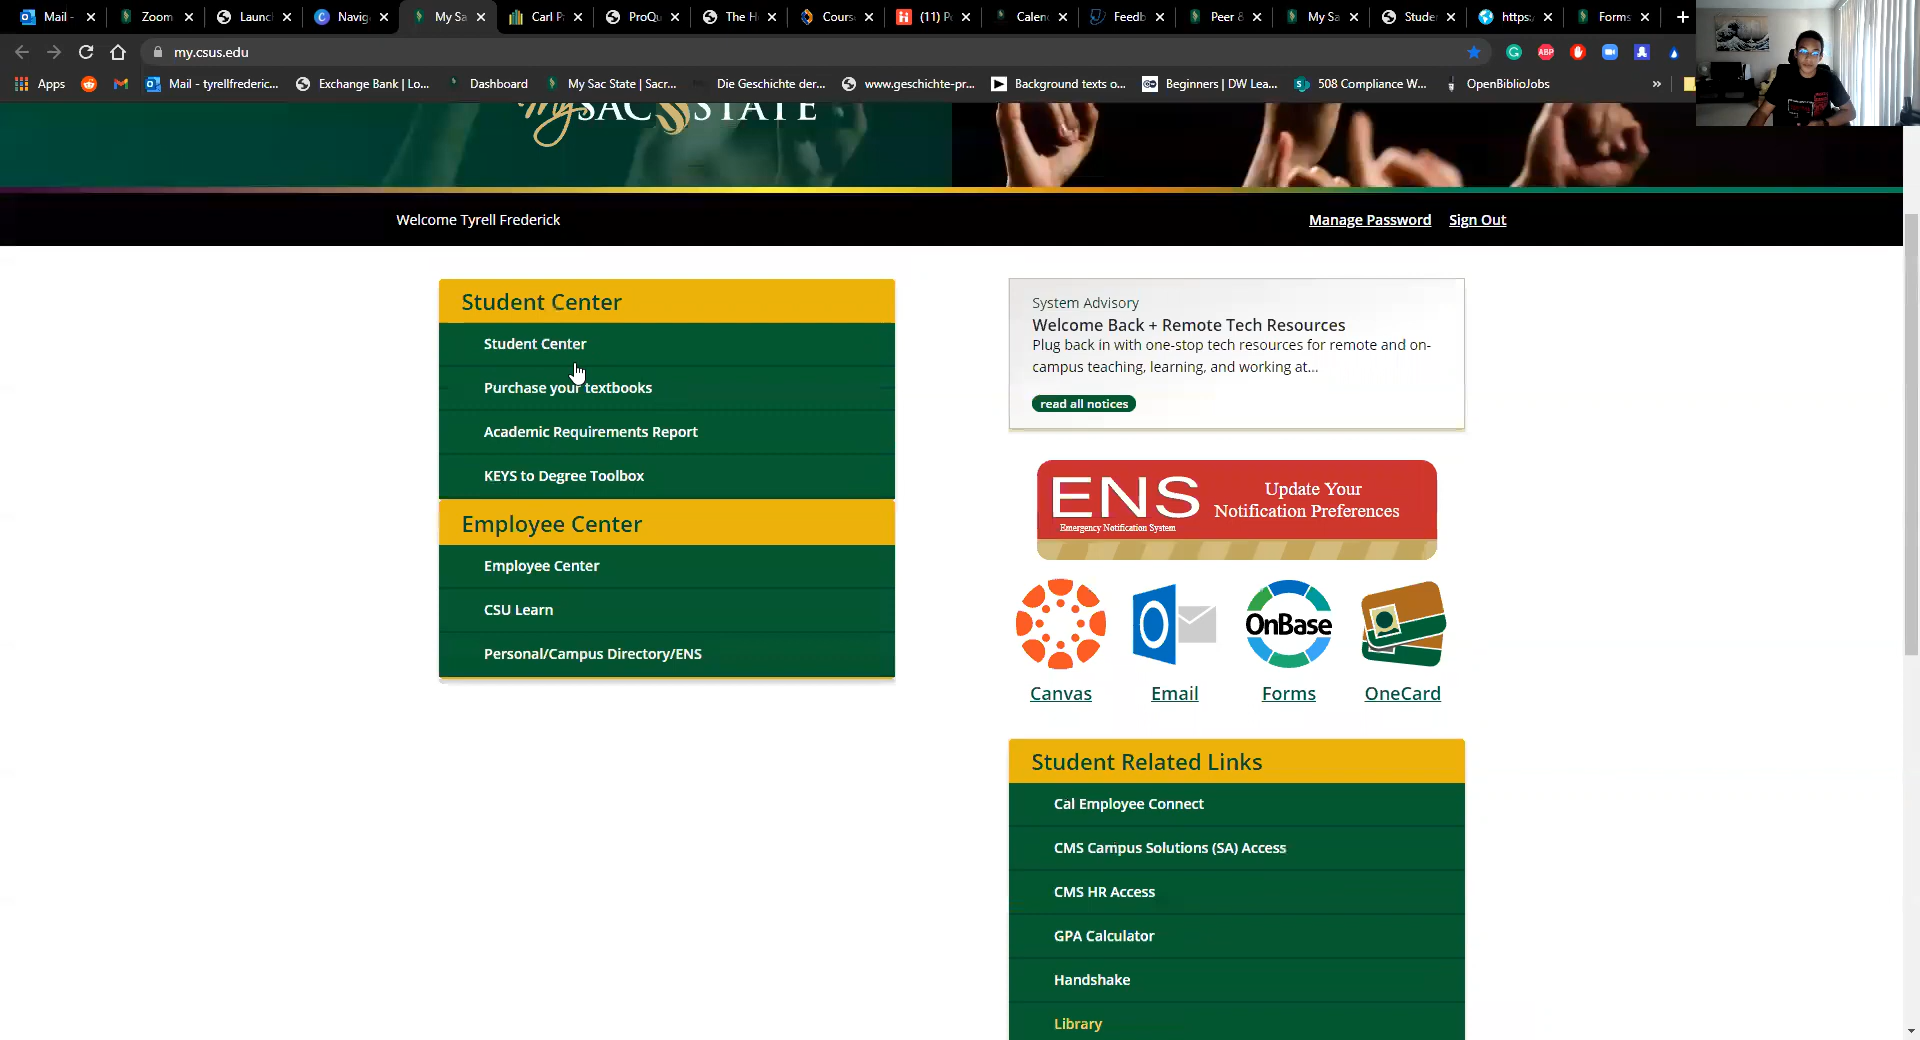 Mail -
Zoom
Launc
Navig
My Sa
Carl P
ProQu
The H
Cours
(11) P
Calen
Feedb
Peer &
My Sa
Stude
https:
Forms
my.csus.edu
ABP
Apps
Mail - tyrellfrederic...
Exchange Bank | Lo...
Dashboard
My Sac State | Sacr...
Die Geschichte der...
www.geschichte-pr...
Background texts o...
Beginners | DW Lea...
508 Compliance W...
OpenBiblioJobs
»
My SAC STATE
Welcome Tyrell Frederick
Manage Password
Sign Out
Student Center
Student Center
Purchase your textbooks
Academic Requirements Report
KEYS to Degree Toolbox
Employee Center
Employee Center
CSU Learn
Personal/Campus Directory/ENS
System Advisory
Welcome Back + Remote Tech Resources
Plug back in with one-stop tech resources for remote and on-
campus teaching, learning, and working at...
read all notices
ENS
Emergency Notification System
Update Your
Notification Preferences
OnBase
Canvas
Email
Forms
OneCard
Student Related Links
Cal Employee Connect
CMS Campus Solutions (SA) Access
CMS HR Access
GPA Calculator
Handshake
Library